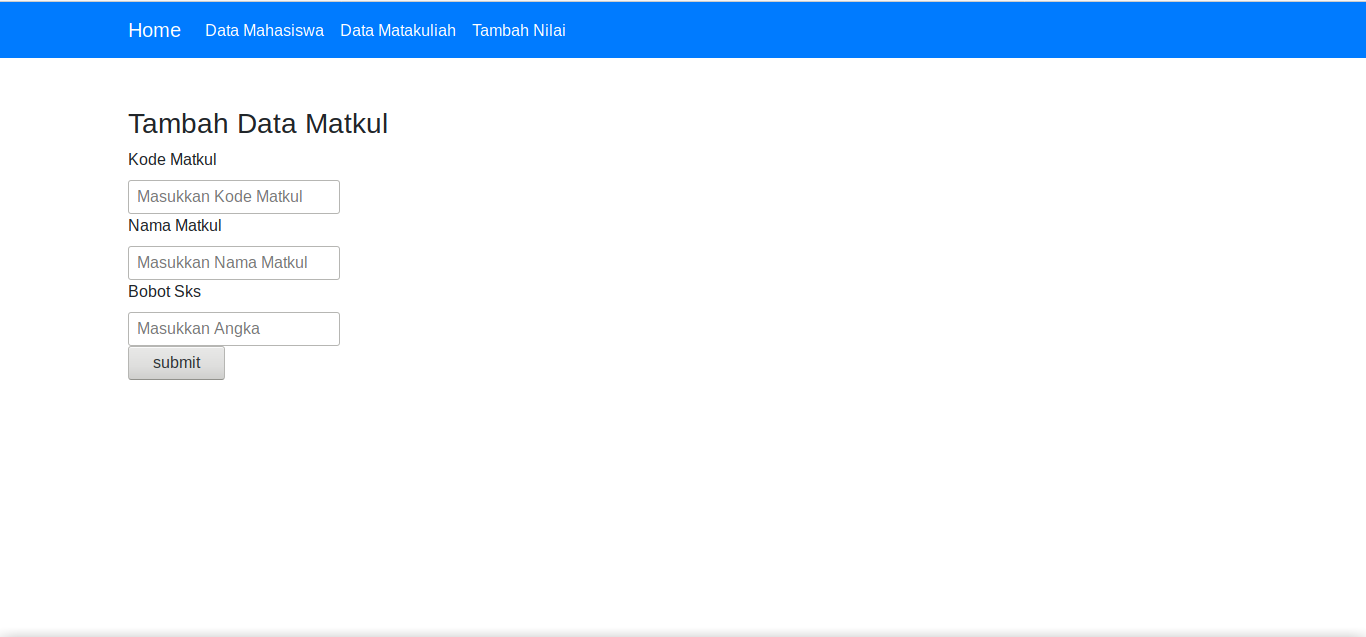 Home Data Mahasiswa Data Matakuliah Tambah Nilai
Tambah Data Matkul
Kode Matkul
Masukkan Kode Matkul
Nama Matkul
Masukkan Nama Matkul
Bobot Sks
Masukkan Angka
submit